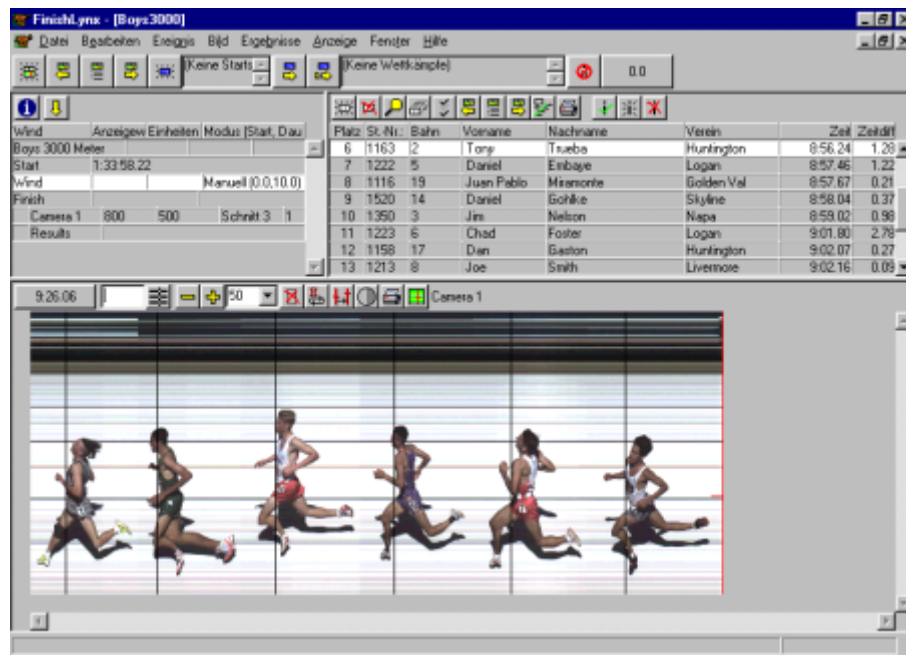 FinishLynx - [Boys3000]
Datei Bearbeiten Ereignis Bild Ergebnisse Anzeige Fenster Hilfe
(Keine Starts (Keine Wettkämpfe) 0.0
Wind Anzeigew Einheiten Modus (Start, Dau
Boys 3000 Meter
Start 1:33:58.22
Wind Manuell (0.0,10.0)
Finish
Camera 1 800 500 Schnitt 3 1
Results
Platz St.-Nr.: Bahn Vorname Nachname Verein Zeit Zeitdiff
6 1163 2 Tony Trueba Huntington 8:56.24 1.28
7 1222 5 Daniel Embaye Logan 8:57.46 1.22
8 1116 19 Juan Pablo Miramonte Golden Val 8:57.67 0.21
9 1520 14 Daniel Gohlke Skyline 8:58.04 0.37
10 1350 3 Jim Nelson Napa 8:59.02 0.98
11 1223 6 Chad Foster Logan 9:01.80 2.78
12 1158 17 Dan Gaston Huntington 9:02.07 0.27
13 1213 8 Joe Smith Livermore 9:02.16 0.09
9:26.06 50 Camera 1